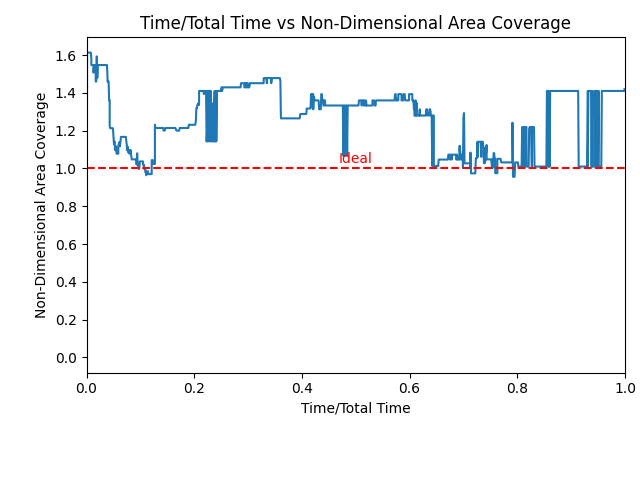 Time/Total Time vs Non-Dimensional Area Coverage
Non-Dimensional Area Coverage
1.6
1.4
1.2
1.0
0.8
0.6
0.4
0.2
0.0
Ideal
0.0 0.2 0.4 0.6 0.8 1.0
Time/Total Time